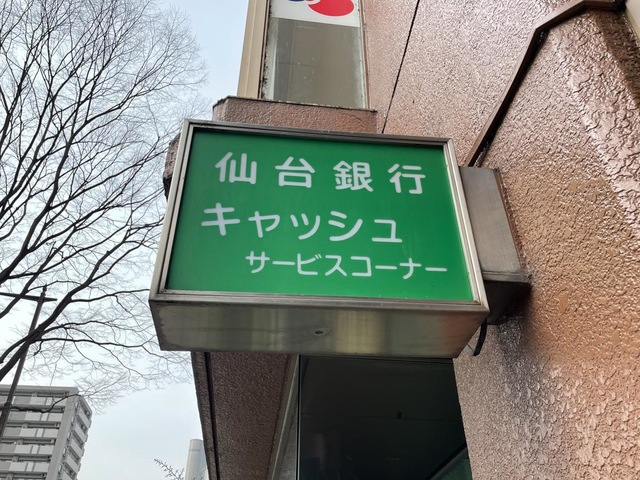 仙台銀行
キャッシュ
サービスコーナー